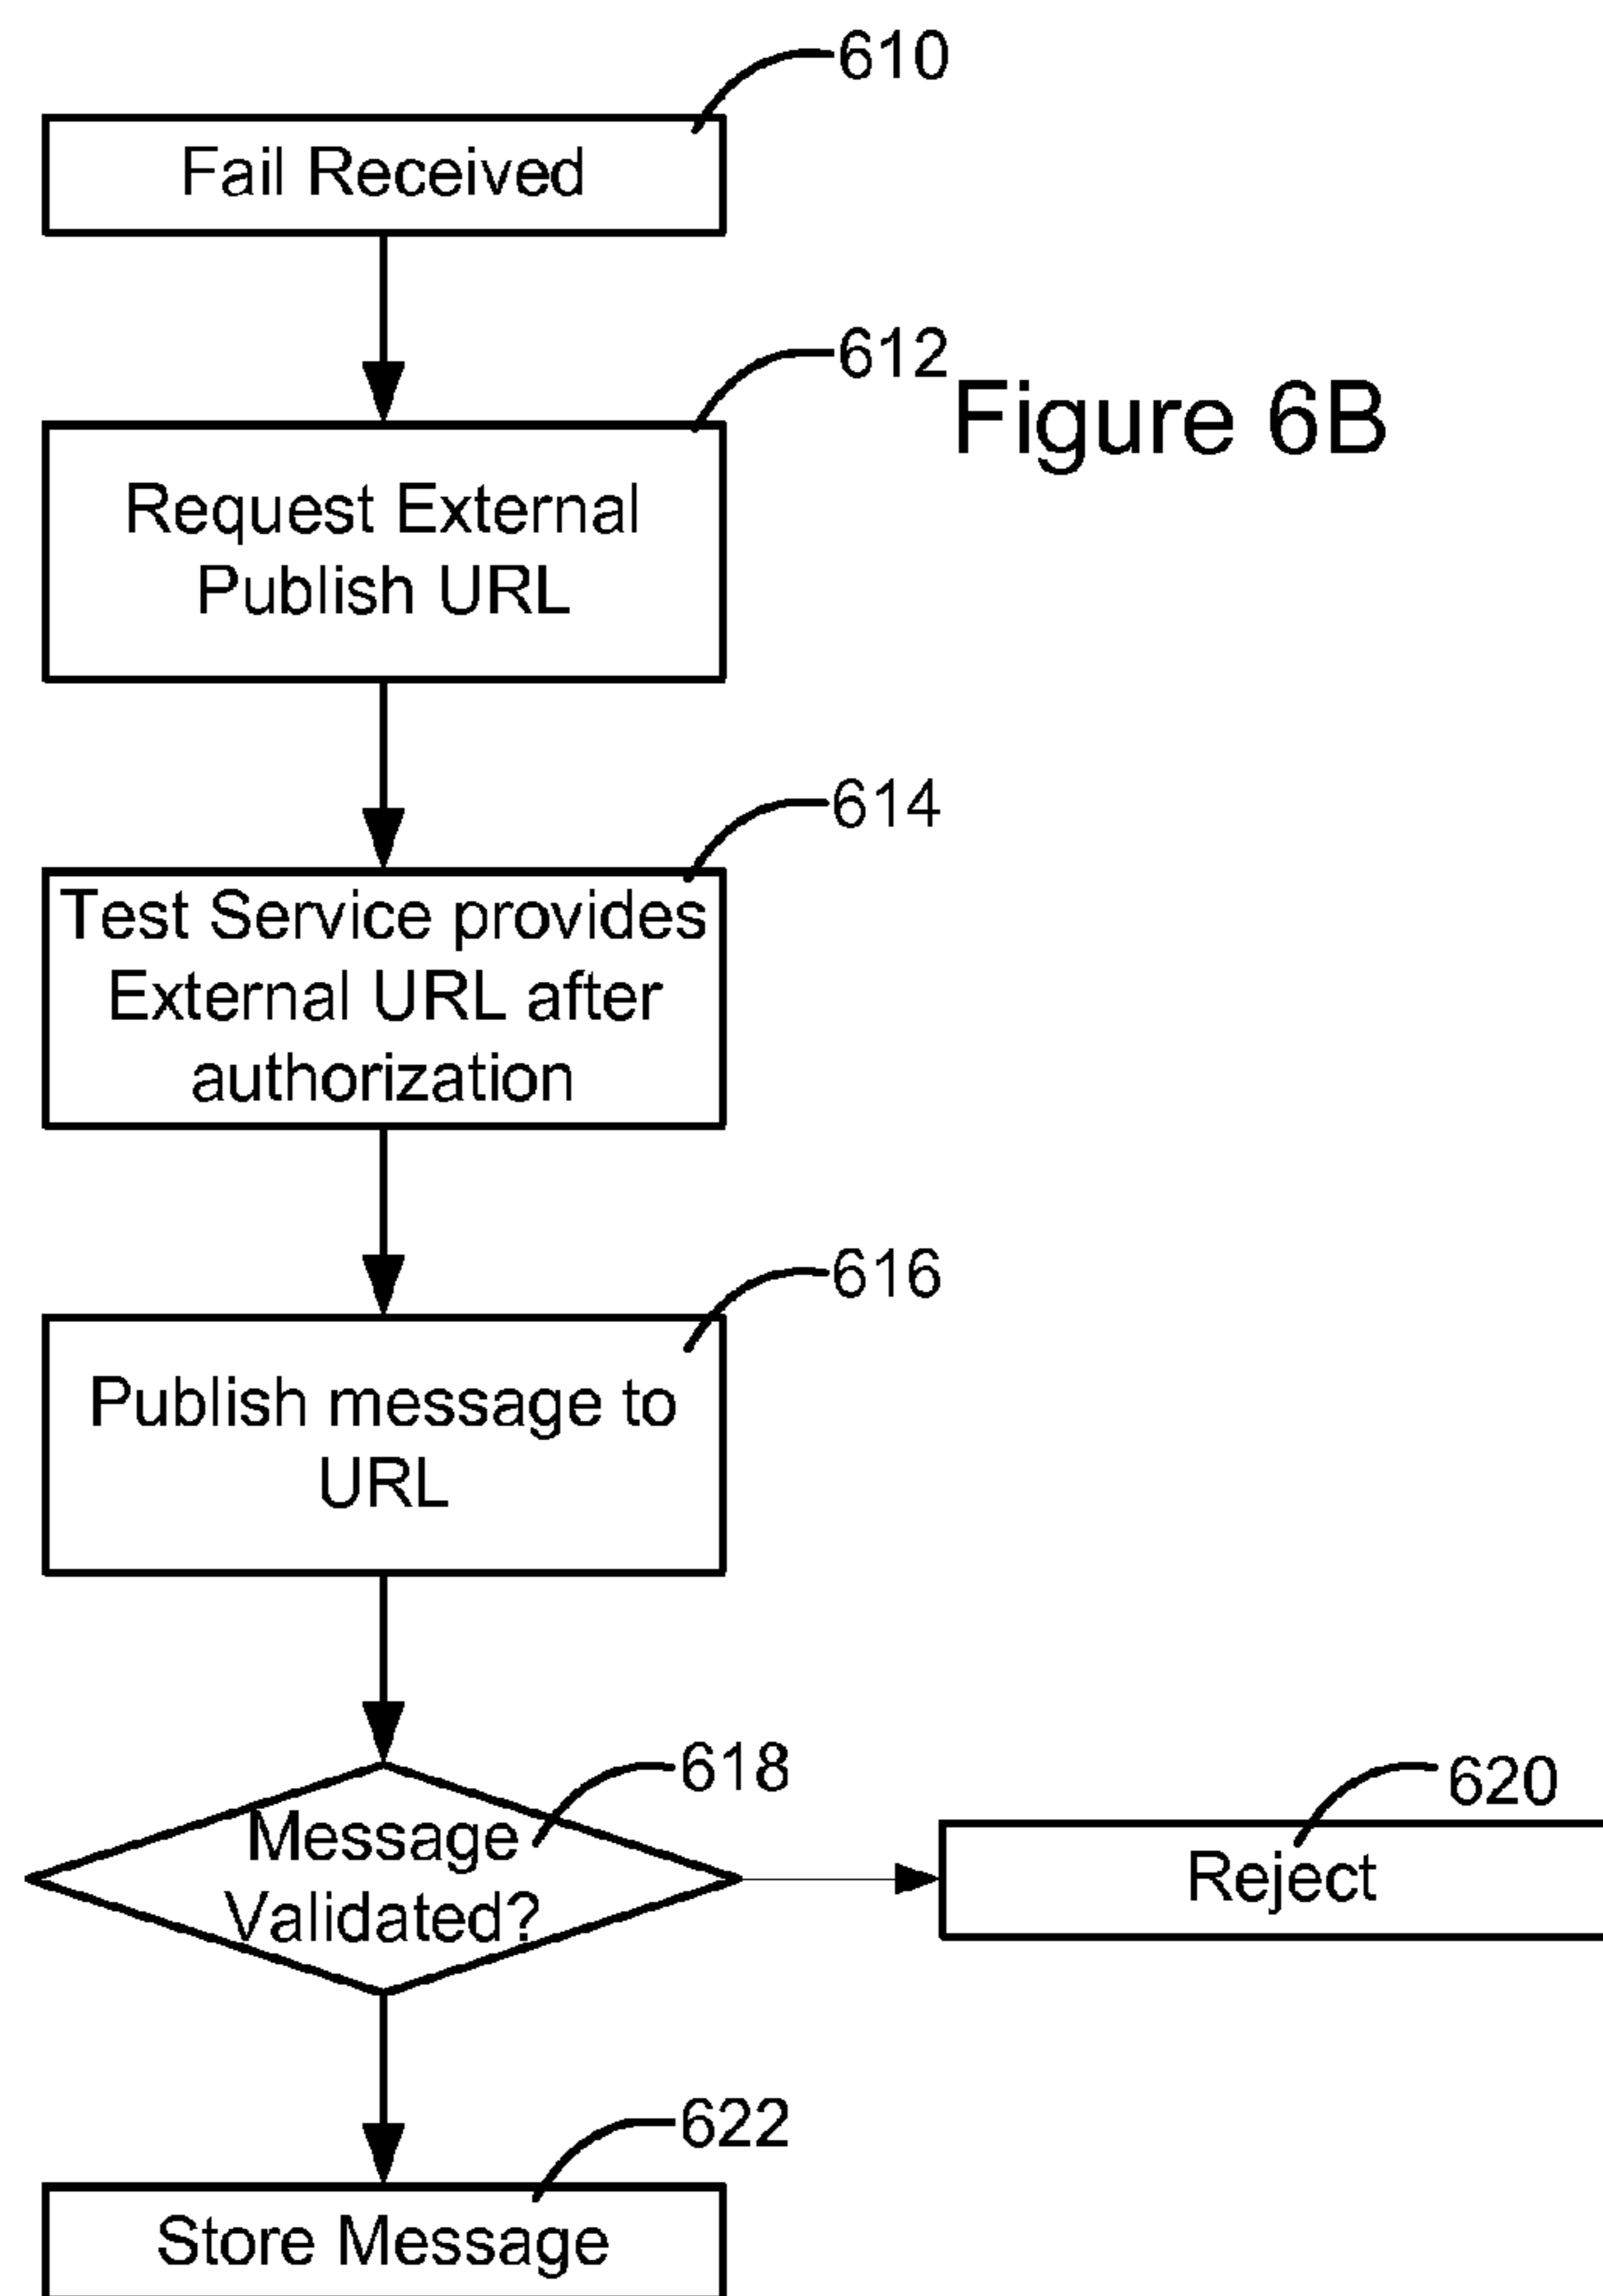 610
Fail Received
612
Figure 6B
Request External
Publish URL
614
Test Service provides
External URL after
authorization
616
Publish message to
URL
618
Message
Validated?
620
Reject
622
Store Message